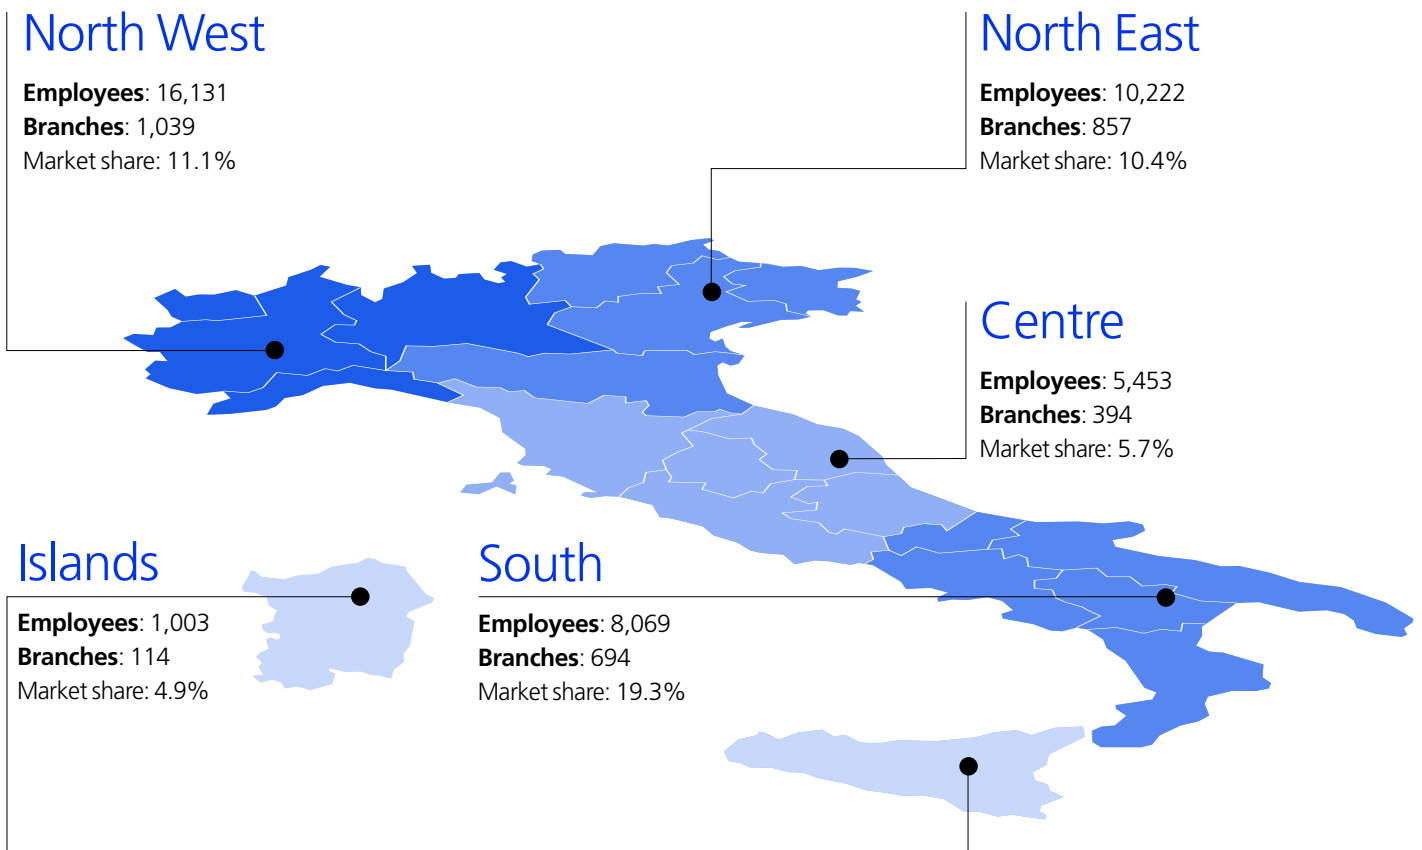 North West
Employees: 16,131
Branches: 1,039
Market share: 11.1%
North East
Employees: 10,222
Branches: 857
Market share: 10.4%
Centre
Employees: 5,453
Branches: 394
Market share: 5.7%
Islands
Employees: 1,003
Branches: 114
Market share: 4.9%
South
Employees: 8,069
Branches: 694
Market share: 19.3%